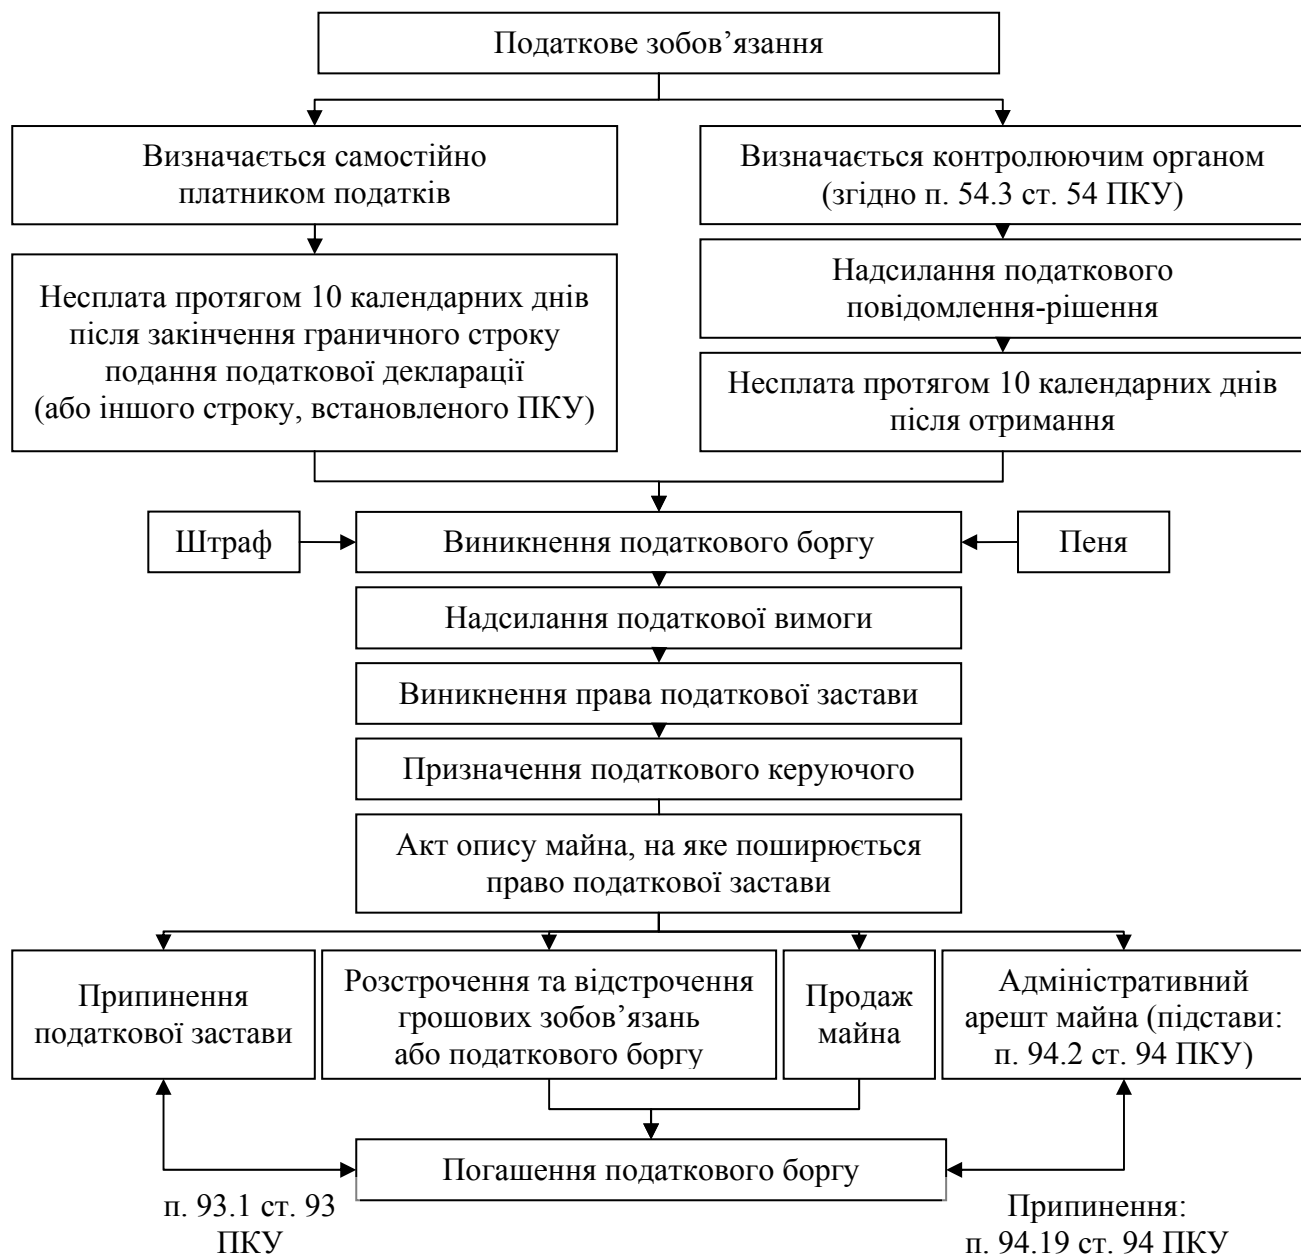 Податкове зобов’язання
Визначається самостійно
платником податків
Визначається контролюючим органом
(згідно п. 54.3 ст. 54 ПКУ)
Несплата протягом 10 календарних днів
після закінчення граничного строку
подання податкової декларації
(або іншого строку, встановленого ПКУ)
Надсилання податкового
повідомлення-рішення
Несплата протягом 10 календарних днів
після отримання
Штраф
Виникнення податкового боргу
Пеня
Надсилання податкової вимоги
Виникнення права податкової застави
Призначення податкового керуючого
Акт опису майна, на яке поширюється
право податкової застави
Припинення
податкової застави
Розстрочення та відстрочення
грошових зобов’язань
або податкового боргу
Продаж
майна
Адміністративний
арешт майна (підстави:
п. 94.2 ст. 94 ПКУ)
Погашення податкового боргу
п. 93.1 ст. 93
ПКУ
Припинення:
п. 94.19 ст. 94 ПКУ